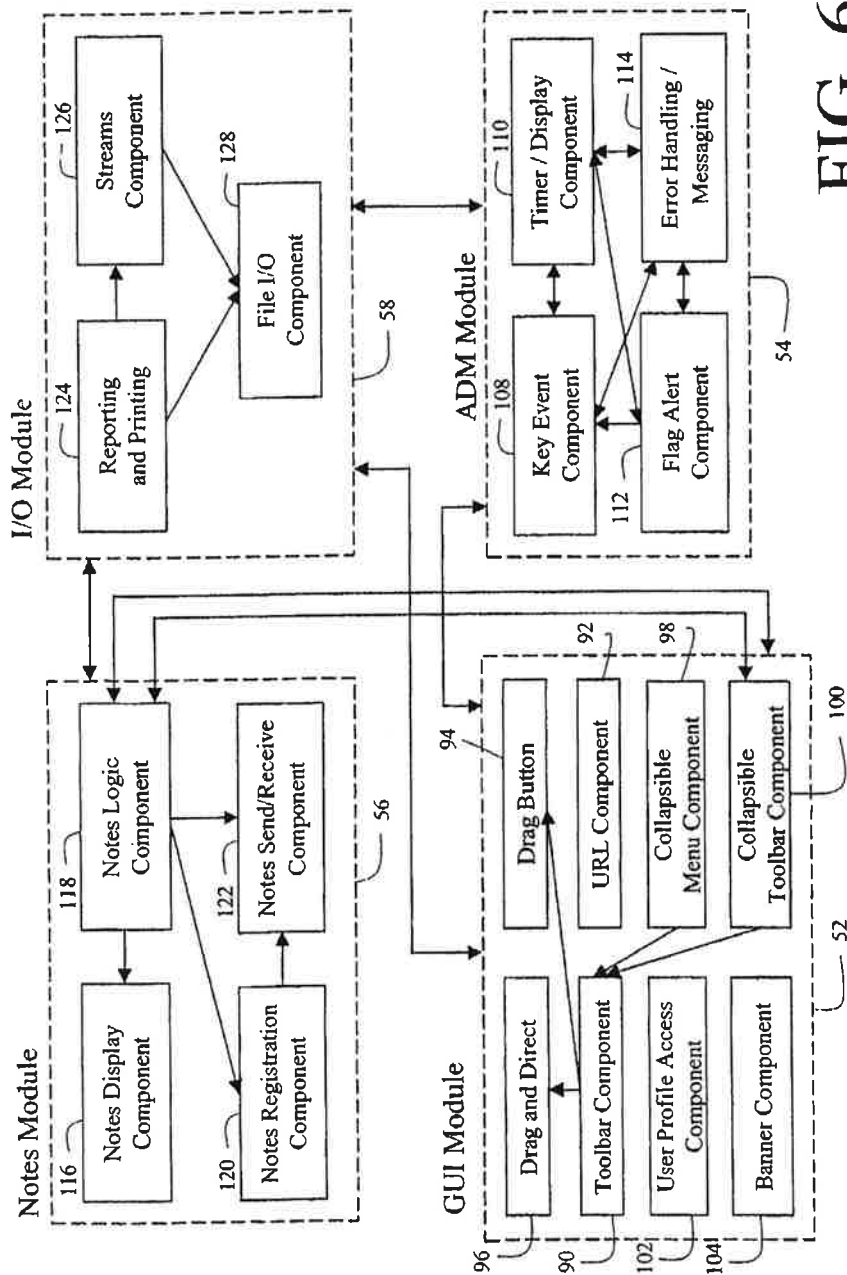 Notes Module
116
Notes Display
Component
118
Notes Logic
Component
120
Notes Registration
Component
122
Notes Send/Receive
Component
56
I/O Module
124
Reporting
and Printing
126
Streams
Component
128
File I/O
Component
58
GUI Module
94
96
Drag and Direct
Drag Button
90
Toolbar Component
URL Component
92
102
User Profile Access
Component
Collapsible
Menu Component
98
104
Banner Component
Collapsible
Toolbar Component
100
52
ADM Module
108
Key Event
Component
110
Timer / Display
Component
112
Flag Alert
Component
114
Error Handling /
Messaging
54
FIG. 6